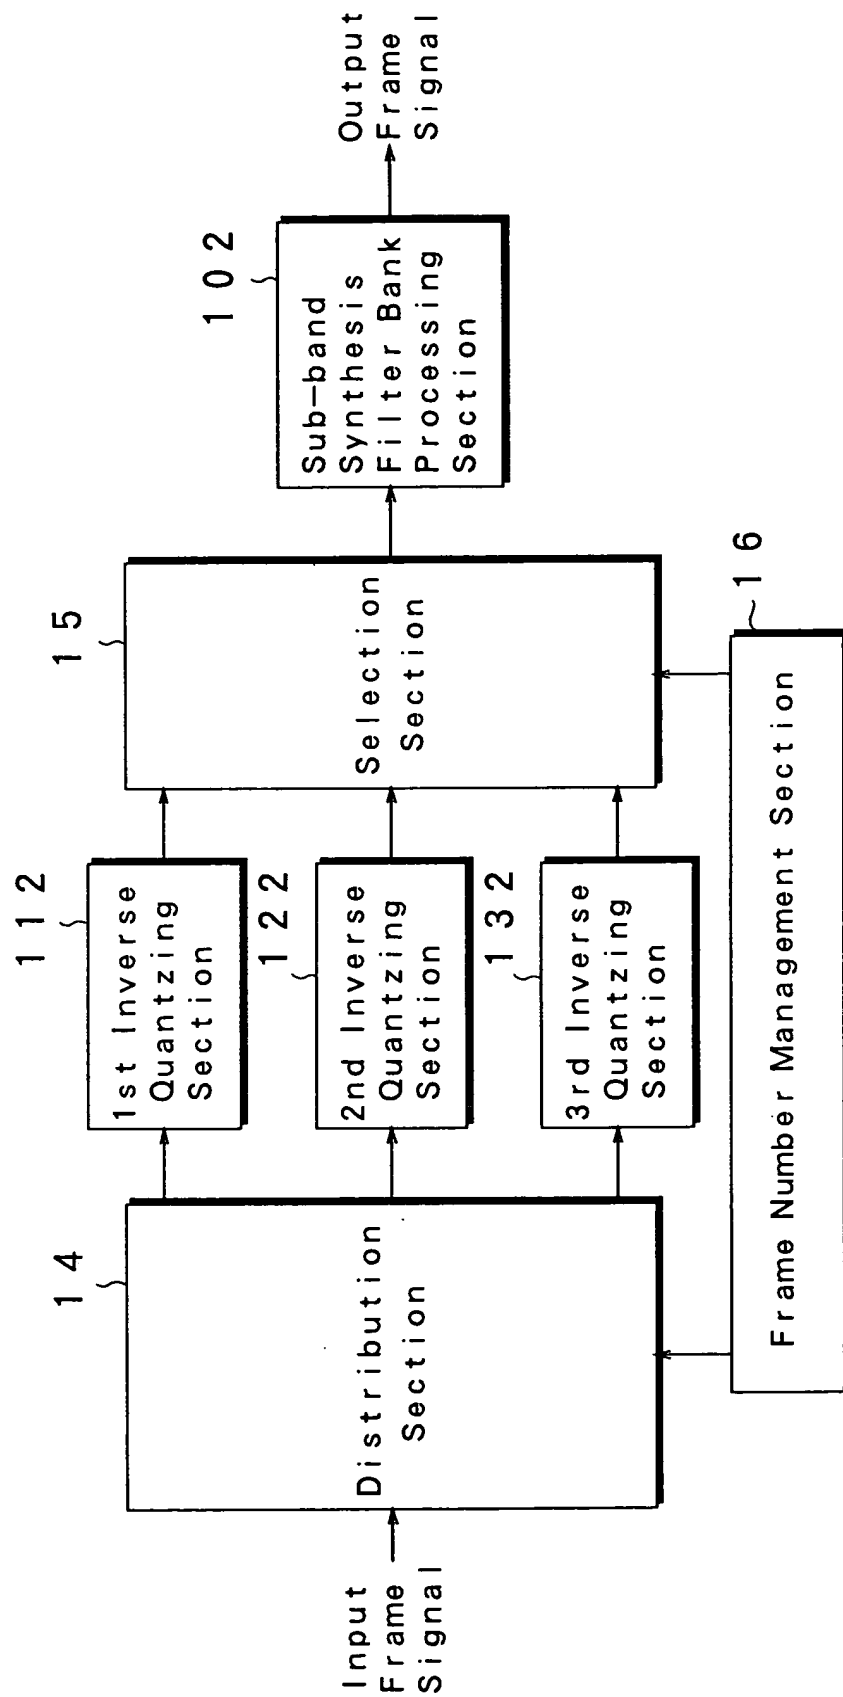 Input
Frame
Signal
14
Distribution
Section
112
1st Inverse
Quantzing
Section
122
2nd Inverse
Quantzing
Section
132
3rd Inverse
Quantzing
Section
15
Selection
Section
16
Frame Number Management Section
102
Sub-band
Synthesis
Filter Bank
Processing
Section
Output
Frame
Signal